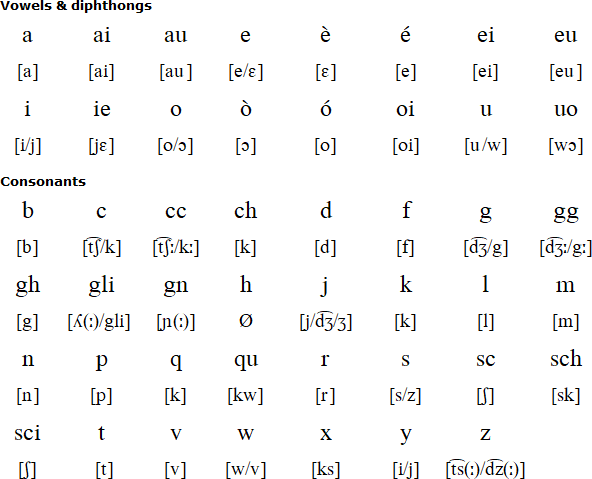 Vowels & diphthongs
a ai au e è é ei eu
[a] [ai] [au] [e/ɛ] [ɛ] [e] [ei] [eu]
i ie o ò ó oi u uo
[i/j] [jɛ] [o/ɔ] [ɔ] [o] [oi] [u/w] [wɔ]
Consonants
b c cc ch d f g gg
[b] [t͡ʃ/k] [t͡ʃː/kː] [k] [d] [f] [d͡ʒ/g] [d͡ʒː/gː]
gh gli gn h j k l m
[g] [ʎ(ː)/gli] [ɲ(ː)] Ø [j/d͡ʒ/ʒ] [k] [l] [m]
n p q qu r s sc sch
[n] [p] [k] [kw] [r] [s/z] [ʃ] [sk]
sci t v w x y z
[ʃ] [t] [v] [w/v] [ks] [i/j] [t͡s(ː)/d͡z(ː)]